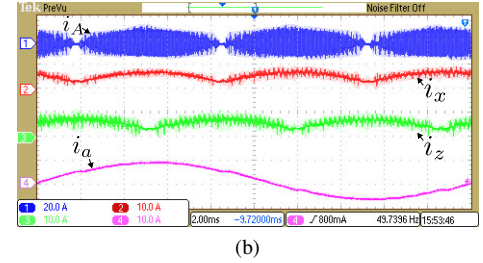 Tek PreVu Noise Filter Off
i_A
1
2
i_x
3
i_z
i_a
4
1 20.0 A 2 10.0 A
3 10.0 A 4 10.0 A
2.00ms -9.72000ms 4 800mA 49.7396 Hz 15:53:46
(b)